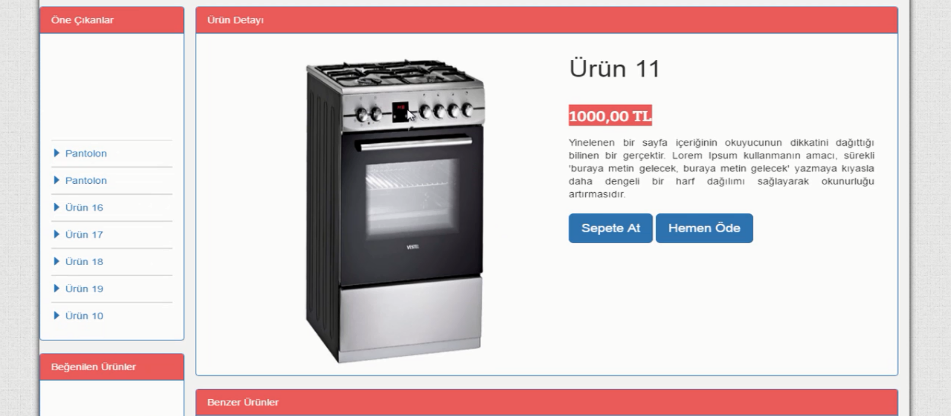 Öne Çıkanlar
Pantolon
Pantolon
Ürün 16
Ürün 17
Ürün 18
Ürün 19
Ürün 10
Beğenilen Ürünler
Ürün Detayı
Ürün 11
1000,00 TL
Yinelenen bir sayfa içeriğinin okuyucunun dikkatini dağıttığı
bilinen bir gerçektir. Lorem Ipsum kullanmanın amacı, sürekli
'buraya metin gelecek, buraya metin gelecek' yazmaya kıyasla
daha dengeli bir harf dağılımı sağlayarak okunurluğu
artırmasıdır.
Sepete At Hemen Öde
Benzer Ürünler